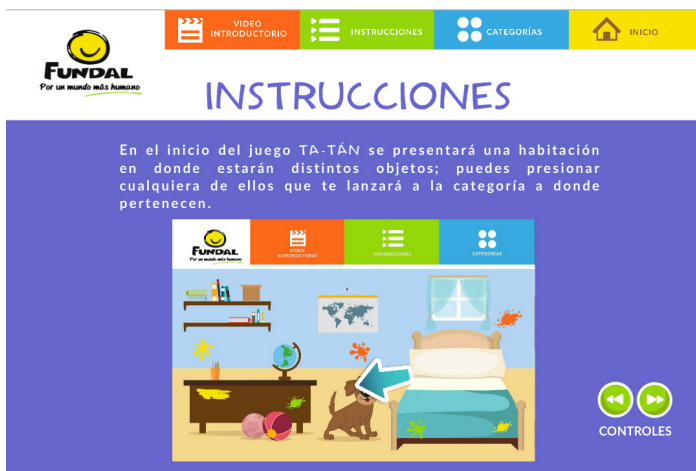 VIDEO
INTRODUCTORIO
INSTRUCCIONES
CATEGORÍAS
INICIO
FUNDAL
Por un mundo más humano
INSTRUCCIONES
En el inicio del juego TA-TÁN se presentará una habitación
en donde estarán distintos objetos; puedes presionar
cualquiera de ellos que te lanzará a la categoría a donde
pertenecen.
FUNDAL
Por un mundo más humano
VIDEO
INTRODUCTORIO
INSTRUCCIONES
CATEGORÍAS
CONTROLES